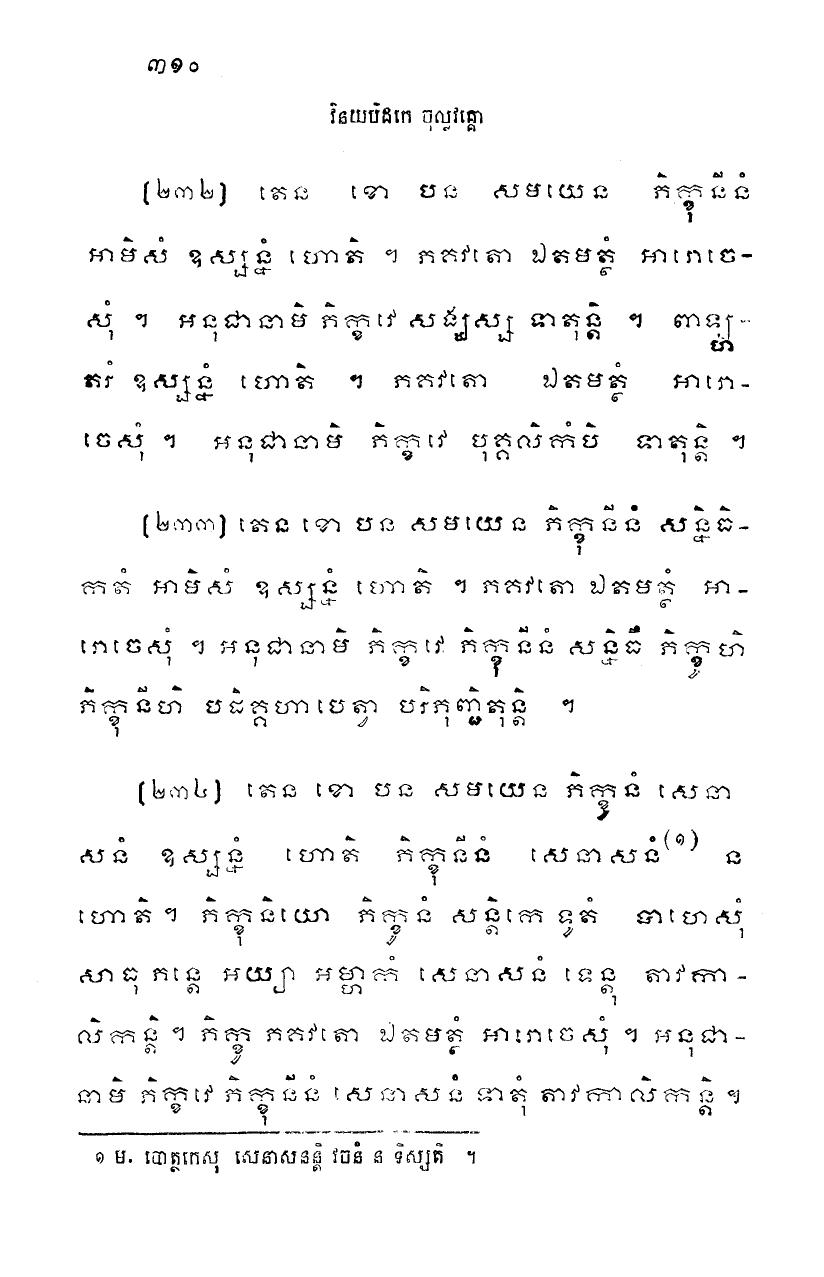 ៣១០
វិនយបិដកេ ចុល្លវគ្គោ
[២៣២] តេន ខោ បន សមយេន ភិក្ខុនីនំ
អាមិសំ ឧស្សន្នំ ហោតិ ។ ភគវតោ ឯតមត្ថំ អារោចេ-
សុំ ។ អនុជានាមិ ភិក្ខវេ សង្ឃស្ស ទាតុន្តិ ។ ពាឡ្ហ-
តរំ ឧស្សន្នំ ហោតិ ។ ភគវតោ ឯតមត្ថំ អារោ-
ចេសុំ ។ អនុជានាមិ ភិក្ខវេ បុគ្គលិកំបិ ទាតុន្តិ ។
[២៣៣] តេន ខោ បន សមយេន ភិក្ខុនីនំ សន្និធិ-
កតំ អាមិសំ ឧស្សន្នំ ហោតិ ។ ភគវតោ ឯតមត្ថំ អា-
រោចេសុំ ។ អនុជានាមិ ភិក្ខវេ ភិក្ខុនីនំ សន្និធឹ ភិក្ខូហិ
ភិក្ខុនីហិ បដិគ្គហាបេត្វា បរិភុញ្ជិតុន្តិ ។
[២៣៤] តេន ខោ បន សមយេន ភិក្ខូនំ សេនា
សនំ ឧស្សន្នំ ហោតិ ភិក្ខុនីនំ សេនាសនំ(១) ន
ហោតិ ។ ភិក្ខុនិយោ ភិក្ខូនំ សន្តិកេ ទូតំ បាហេសុំ
សាធុ ភន្តេ អយ្យា អម្ហាកំ សេនាសនំ ទេន្តុ តាវកា-
លិកន្តិ ។ ភិក្ខូ ភគវតោ ឯតមត្ថំ អារោចេសុំ ។ អនុជា-
នាមិ ភិក្ខវេ ភិក្ខុនីនំ សេនាសនំ ទាតុំ តាវកាលិកន្តិ ។
១ ម. បោត្ថកេសុ សេនាសនន្តិ វចនំ ន ទិស្សតិ ។